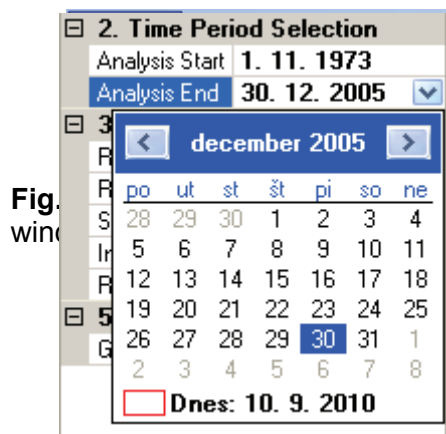 2. Time Period Selection
Analysis Start 1. 11. 1973
Analysis End 30. 12. 2005
3
december 2005
R
po ut st št pi so ne
Fig.
R
28 29 30 1 2 3 4
wind
S
5 6 7 8 9 10 11
In
12 13 14 15 16 17 18
R
19 20 21 22 23 24 25
5
26 27 28 29 30 31 1
G
2 3 4 5 6 7 8
Dnes: 10. 9. 2010